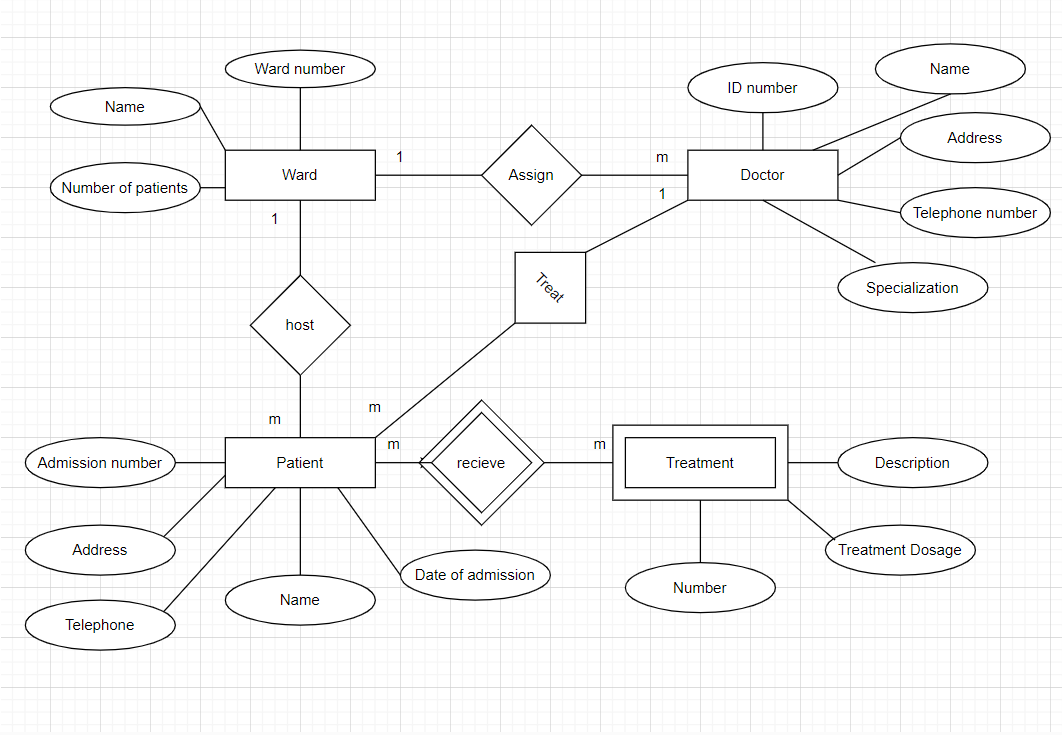 Ward number
Name
ID number
Name
Number of patients
Ward
1
Assign
m
Doctor
Address
1
Telephone number
1
Treat
Specialization
host
m
m
Admission number
Patient
m
recieve
m
Treatment
Description
Address
Date of admission
Treatment Dosage
Telephone
Name
Number